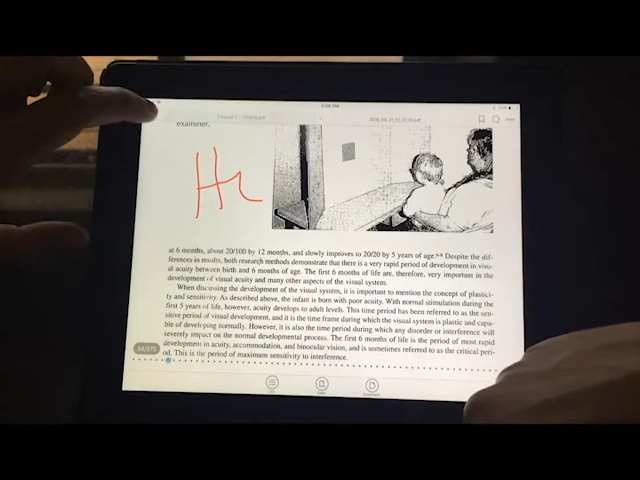 examiner.
at 6 months, about 20/100 by 12 months, and slowly improves to 20/20 by 5 years of age. Despite the dif-
ferences in results, both research methods demonstrate that there is a very rapid period of development in visu-
al acuity between birth and 6 months of age. The first 6 months of life are, therefore, very important in the
development of visual acuity and many other aspects of the visual system.
When discussing the development of the visual system, it is important to mention the concept of plastici-
ty and sensitivity. As described above, the infant is born with poor acuity. With normal stimulation during the
first 5 years of life, however, acuity develops to adult levels. This time period has been referred to as the sen-
sitive period of visual development, and it is the time frame during which the visual system is plastic and capa-
ble of developing normally. However, it is also the time period during which any disorder or interference will
severely impact on the normal developmental process. The first 6 months of life is the period of most rapid
development in acuity, accommodation, and binocular vision, and is sometimes referred to as the critical peri-
od. This is the period of maximum sensitivity to interference.